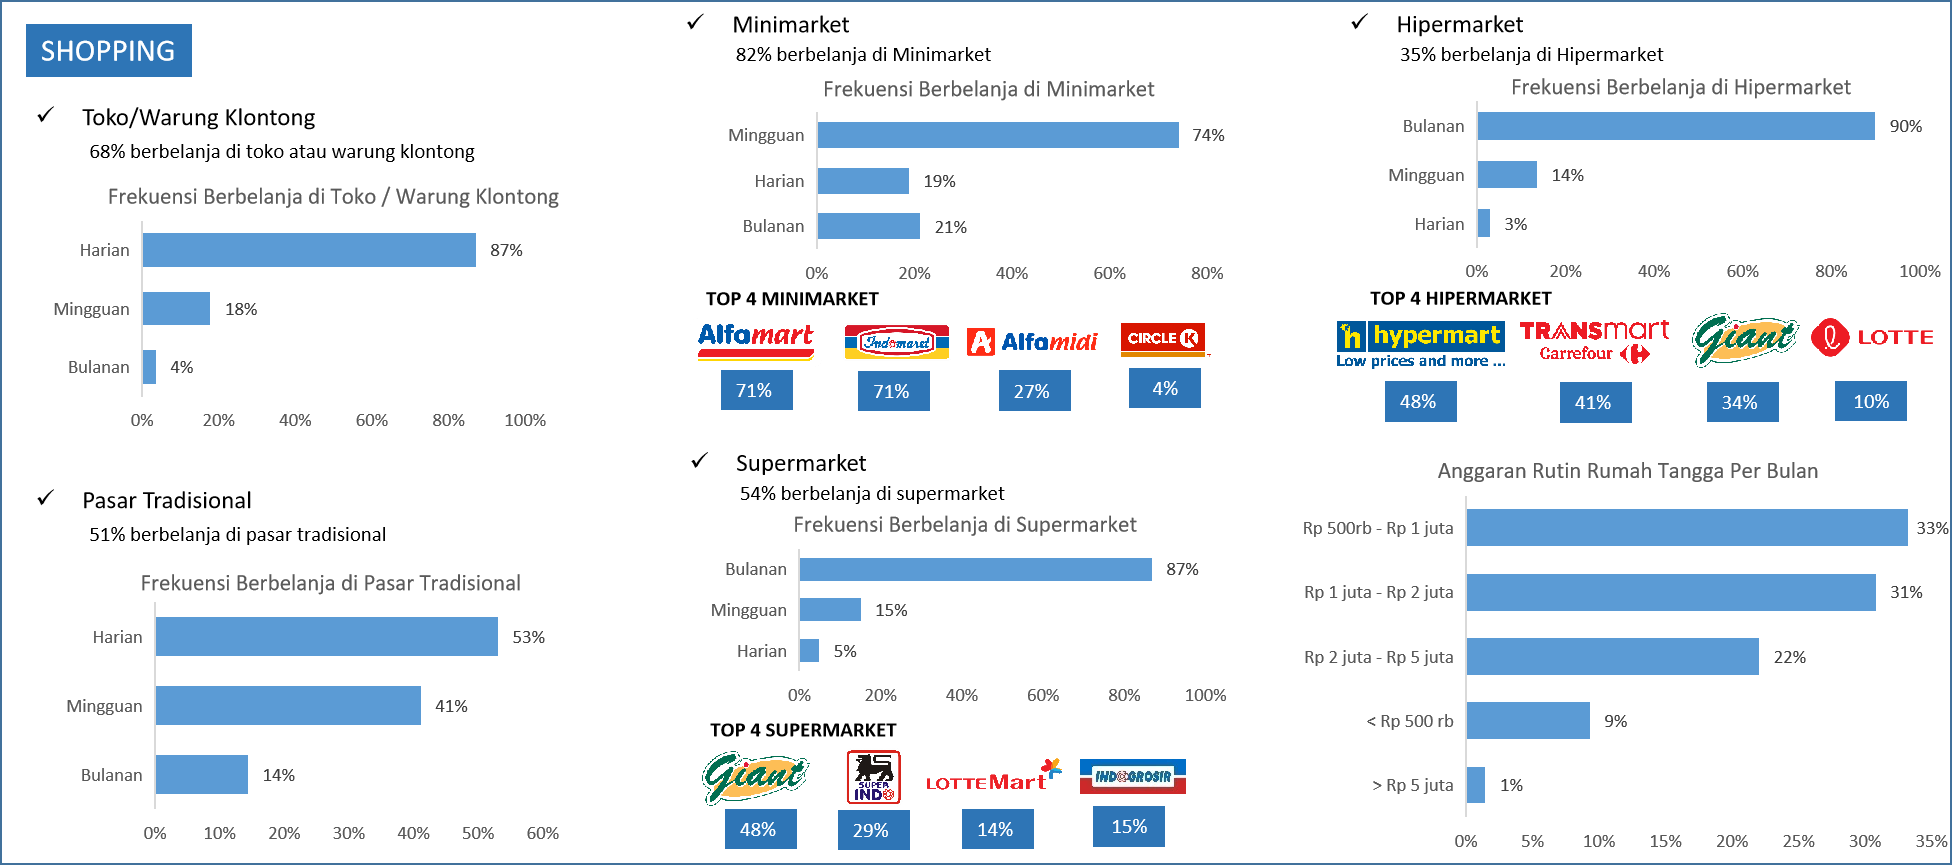 SHOPPING
✓ Toko/Warung Klontong
68% berbelanja di toko atau warung klontong
Frekuensi Berbelanja di Toko / Warung Klontong
Harian 87%
Mingguan 18%
Bulanan 4%
0% 20% 40% 60% 80% 100%
✓ Pasar Tradisional
51% berbelanja di pasar tradisional
Frekuensi Berbelanja di Pasar Tradisional
Harian 53%
Mingguan 41%
Bulanan 14%
0% 10% 20% 30% 40% 50% 60%
✓ Minimarket
82% berbelanja di Minimarket
Frekuensi Berbelanja di Minimarket
Mingguan 74%
Harian 19%
Bulanan 21%
0% 20% 40% 60% 80%
TOP 4 MINIMARKET
Alfamart Indomaret Alfamidi CIRCLE K
71% 71% 27% 4%
✓ Supermarket
54% berbelanja di supermarket
Frekuensi Berbelanja di Supermarket
Bulanan 87%
Mingguan 15%
Harian 5%
0% 20% 40% 60% 80% 100%
TOP 4 SUPERMARKET
Giant SUPER INDO LOTTE Mart INDOGROSIR
48% 29% 14% 15%
✓ Hipermarket
35% berbelanja di Hipermarket
Frekuensi Berbelanja di Hipermarket
Bulanan 90%
Mingguan 14%
Harian 3%
0% 20% 40% 60% 80% 100%
TOP 4 HIPERMARKET
h hypermart TRANSmart Giant LOTTE
Low prices and more ... Carrefour
48% 41% 34% 10%
Anggaran Rutin Rumah Tangga Per Bulan
Rp 500rb - Rp 1 juta 33%
Rp 1 juta - Rp 2 juta 31%
Rp 2 juta - Rp 5 juta 22%
< Rp 500 rb 9%
> Rp 5 juta 1%
0% 5% 10% 15% 20% 25% 30% 35%